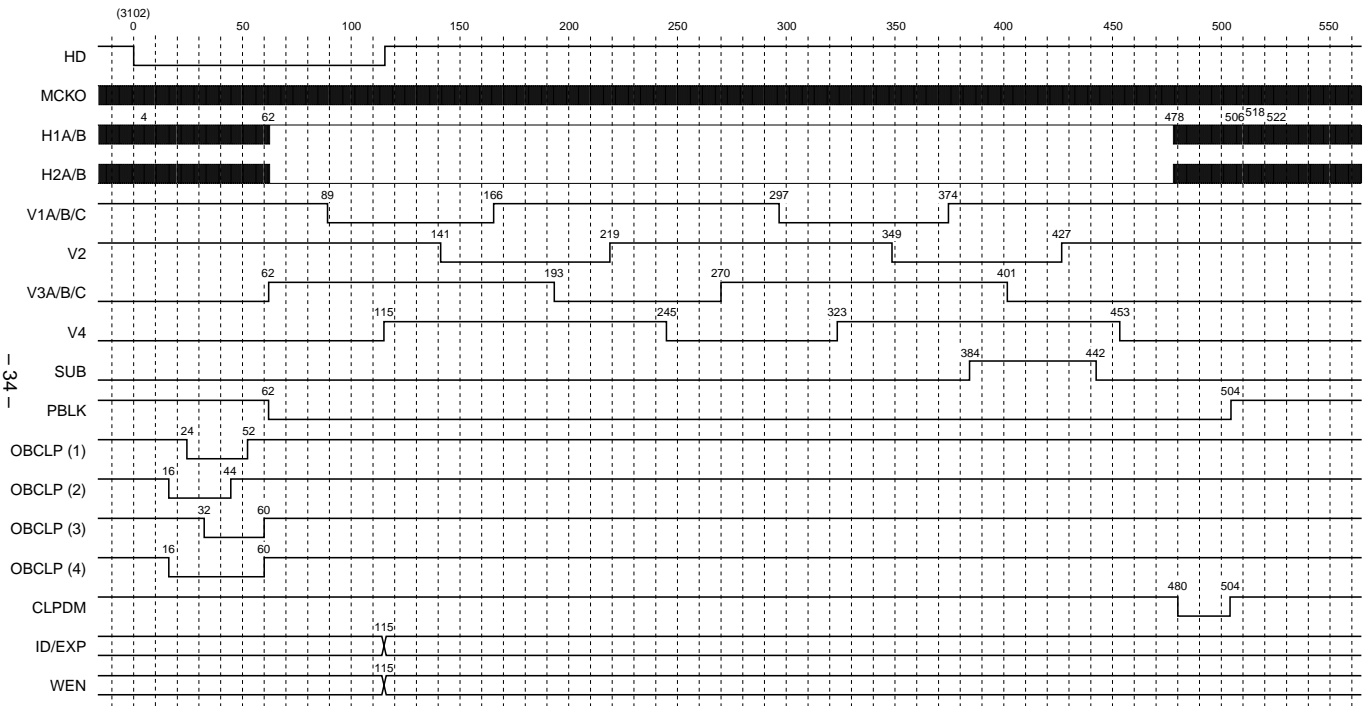 (3102)
0 50 100 150 200 250 300 350 400 450 500 550
HD
MCKO
4 62 478 506 518 522
H1A/B
H2A/B
89 166 297 374
V1A/B/C
141 219 349 427
V2
62 193 270 401
V3A/B/C
115 245 323 453
V4
384 442
SUB
62 504
PBLK
24 52
OBCLP (1)
16 44
OBCLP (2)
32 60
OBCLP (3)
16 60
OBCLP (4)
480 504
CLPDM
115
ID/EXP
115
WEN
– 34 –